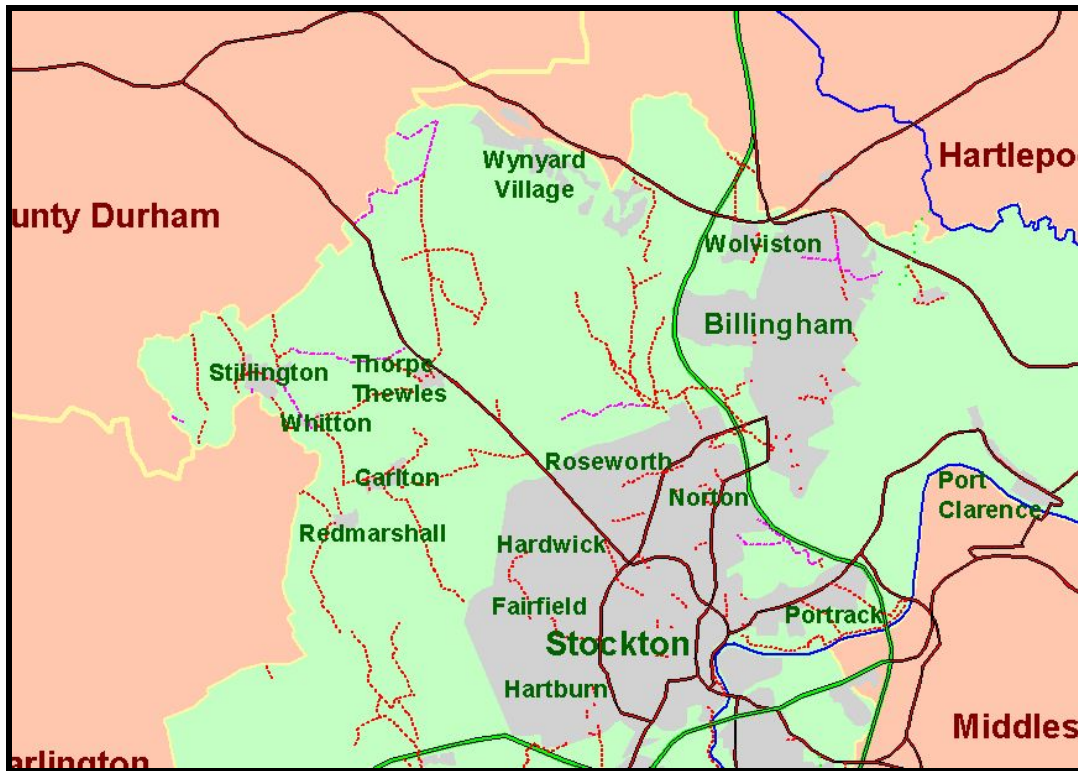 Wynyard
Village
Hartlepo
unty Durham
Wolviston
Billingham
Thorpe
Thewles
Stillington
Whitton
Roseworth
Carlton
Norton
Port
Clarence
Redmarshall
Hardwick
Fairfield
Portrack
Stockton
Hartburn
Middles
arlington